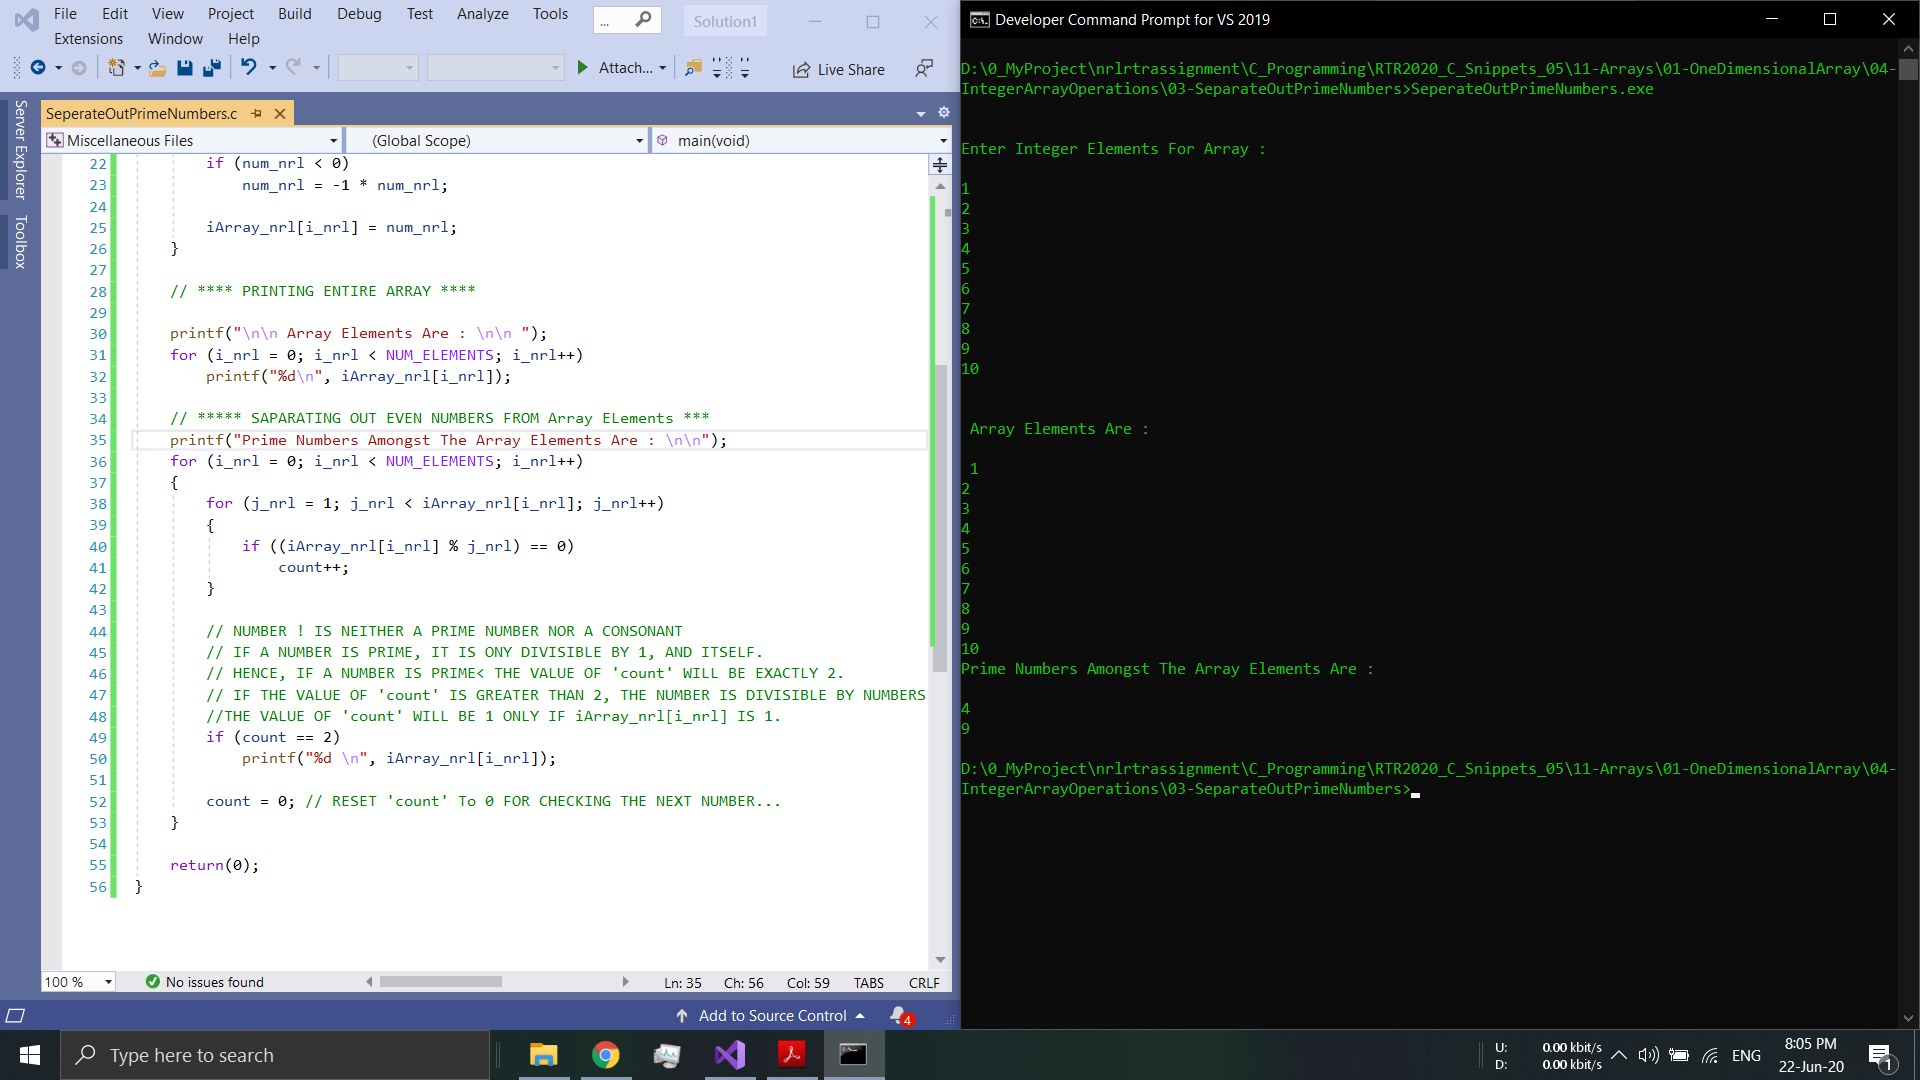 File Edit View Project Build Debug Test Analyze Tools ... Solution1
Extensions Window Help
Attach... Live Share
Server Explorer
Toolbox
SeperateOutPrimeNumbers.c
Miscellaneous Files (Global Scope) main(void)
22 if (num_nrl < 0)
23 num_nrl = -1 * num_nrl;
24
25 iArray_nrl[i_nrl] = num_nrl;
26 }
27
28 // **** PRINTING ENTIRE ARRAY ****
29
30 printf("\n\n Array Elements Are : \n\n ");
31 for (i_nrl = 0; i_nrl < NUM_ELEMENTS; i_nrl++)
32 printf("%d\n", iArray_nrl[i_nrl]);
33
34 // ***** SAPARATING OUT EVEN NUMBERS FROM Array ELements ***
35 printf("Prime Numbers Amongst The Array Elements Are : \n\n");
36 for (i_nrl = 0; i_nrl < NUM_ELEMENTS; i_nrl++)
37 {
38 for (j_nrl = 1; j_nrl < iArray_nrl[i_nrl]; j_nrl++)
39 {
40 if ((iArray_nrl[i_nrl] % j_nrl) == 0)
41 count++;
42 }
43
44 // NUMBER ! IS NEITHER A PRIME NUMBER NOR A CONSONANT
45 // IF A NUMBER IS PRIME, IT IS ONY DIVISIBLE BY 1, AND ITSELF.
46 // HENCE, IF A NUMBER IS PRIME< THE VALUE OF 'count' WILL BE EXACTLY 2.
47 // IF THE VALUE OF 'count' IS GREATER THAN 2, THE NUMBER IS DIVISIBLE BY NUMBERS
48 //THE VALUE OF 'count' WILL BE 1 ONLY IF iArray_nrl[i_nrl] IS 1.
49 if (count == 2)
50 printf("%d \n", iArray_nrl[i_nrl]);
51
52 count = 0; // RESET 'count' To 0 FOR CHECKING THE NEXT NUMBER...
53 }
54
55 return(0);
56 }
100 % No issues found Ln: 35 Ch: 56 Col: 59 TABS CRLF
Add to Source Control 4
Developer Command Prompt for VS 2019
D:\0_MyProject\nrlrtrassignment\C_Programming\RTR2020_C_Snippets_05\11-Arrays\01-OneDimensionalArray\04-
IntegerArrayOperations\03-SeparateOutPrimeNumbers>SeperateOutPrimeNumbers.exe
Enter Integer Elements For Array :
1
2
3
4
5
6
7
8
9
10
Array Elements Are :
1
2
3
4
5
6
7
8
9
10
Prime Numbers Amongst The Array Elements Are :
4
9
D:\0_MyProject\nrlrtrassignment\C_Programming\RTR2020_C_Snippets_05\11-Arrays\01-OneDimensionalArray\04-
IntegerArrayOperations\03-SeparateOutPrimeNumbers>
Type here to search
U: 0.00 kbit/s
D: 0.00 kbit/s
ENG
8:05 PM
22-Jun-20
1